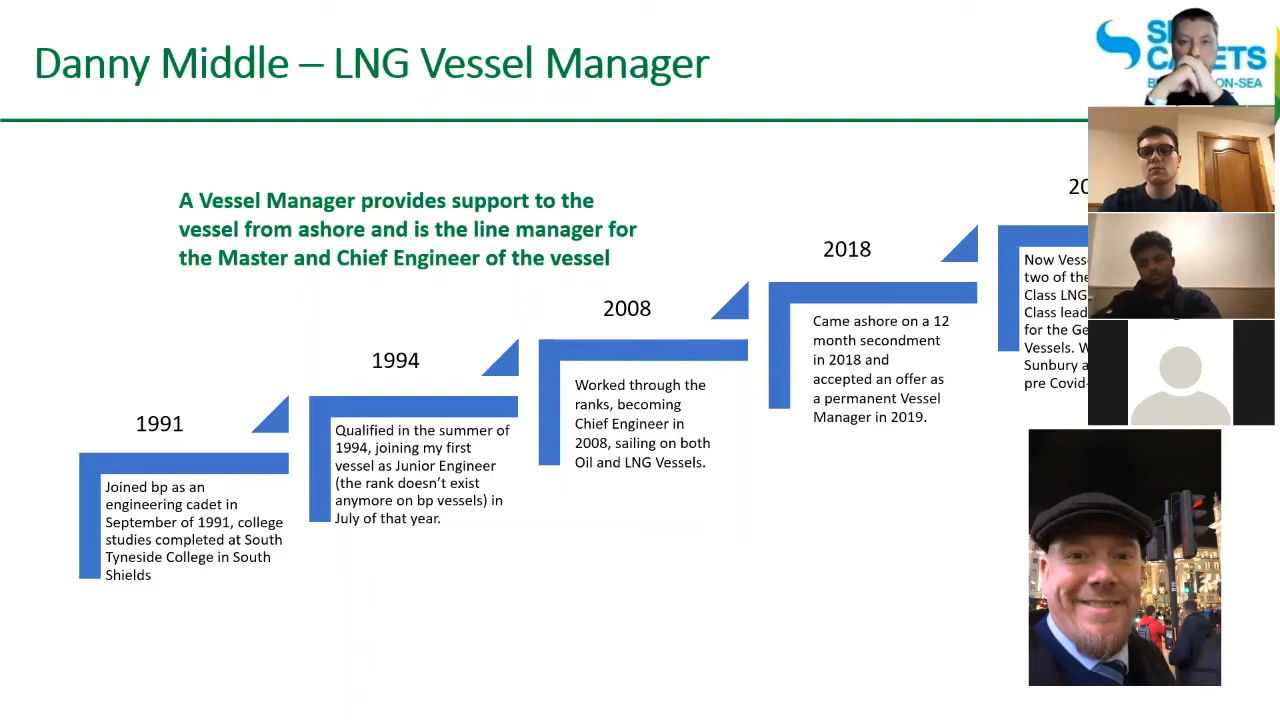 Danny Middle – LNG Vessel Manager
A Vessel Manager provides support to the
vessel from ashore and is the line manager for
the Master and Chief Engineer of the vessel
1991
Joined bp as an
engineering cadet in
September of 1991, college
studies completed at South
Tyneside College in South
Shields
1994
Qualified in the summer of
1994, joining my first
vessel as Junior Engineer
(the rank doesn't exist
anymore on bp vessels) in
July of that year.
2008
Worked through the
ranks, becoming
Chief Engineer in
2008, sailing on both
Oil and LNG Vessels.
2018
Came ashore on a 12
month secondment
in 2018 and
accepted an offer as
a permanent Vessel
Manager in 2019.
20
Now Vess
two of the
Class LNG
Class lead
for the Ge
Vessels. W
Sunbury a
pre Covid-
ON-SEA